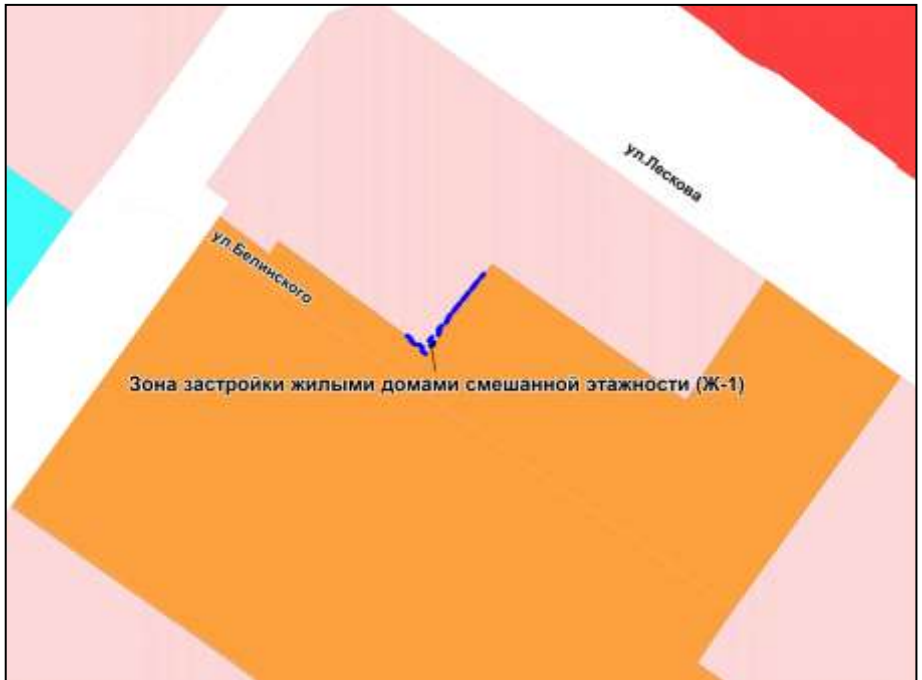 ул.Лескова
ул.Белинского
Зона застройки жилыми домами смешанной этажности (Ж-1)